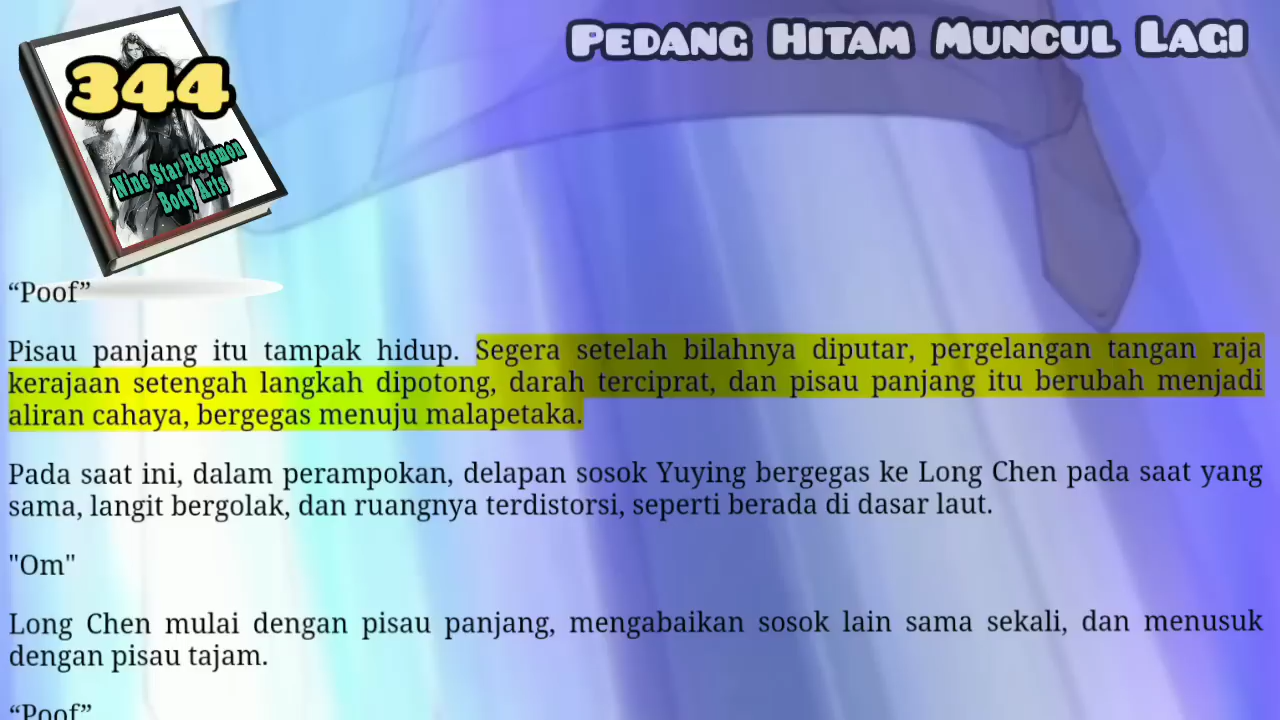 344
Nine Star Hegemon
Body Arts
PEDANG HITAM MUNCUL LAGI
“Poof”
Pisau panjang itu tampak hidup. Segera setelah bilahnya diputar, pergelangan tangan raja
kerajaan setengah langkah dipotong, darah terciprat, dan pisau panjang itu berubah menjadi
aliran cahaya, bergegas menuju malapetaka.
Pada saat ini, dalam perampokan, delapan sosok Yuying bergegas ke Long Chen pada saat yang
sama, langit bergolak, dan ruangnya terdistorsi, seperti berada di dasar laut.
"Om"
Long Chen mulai dengan pisau panjang, mengabaikan sosok lain sama sekali, dan menusuk
dengan pisau tajam.
“Poof”